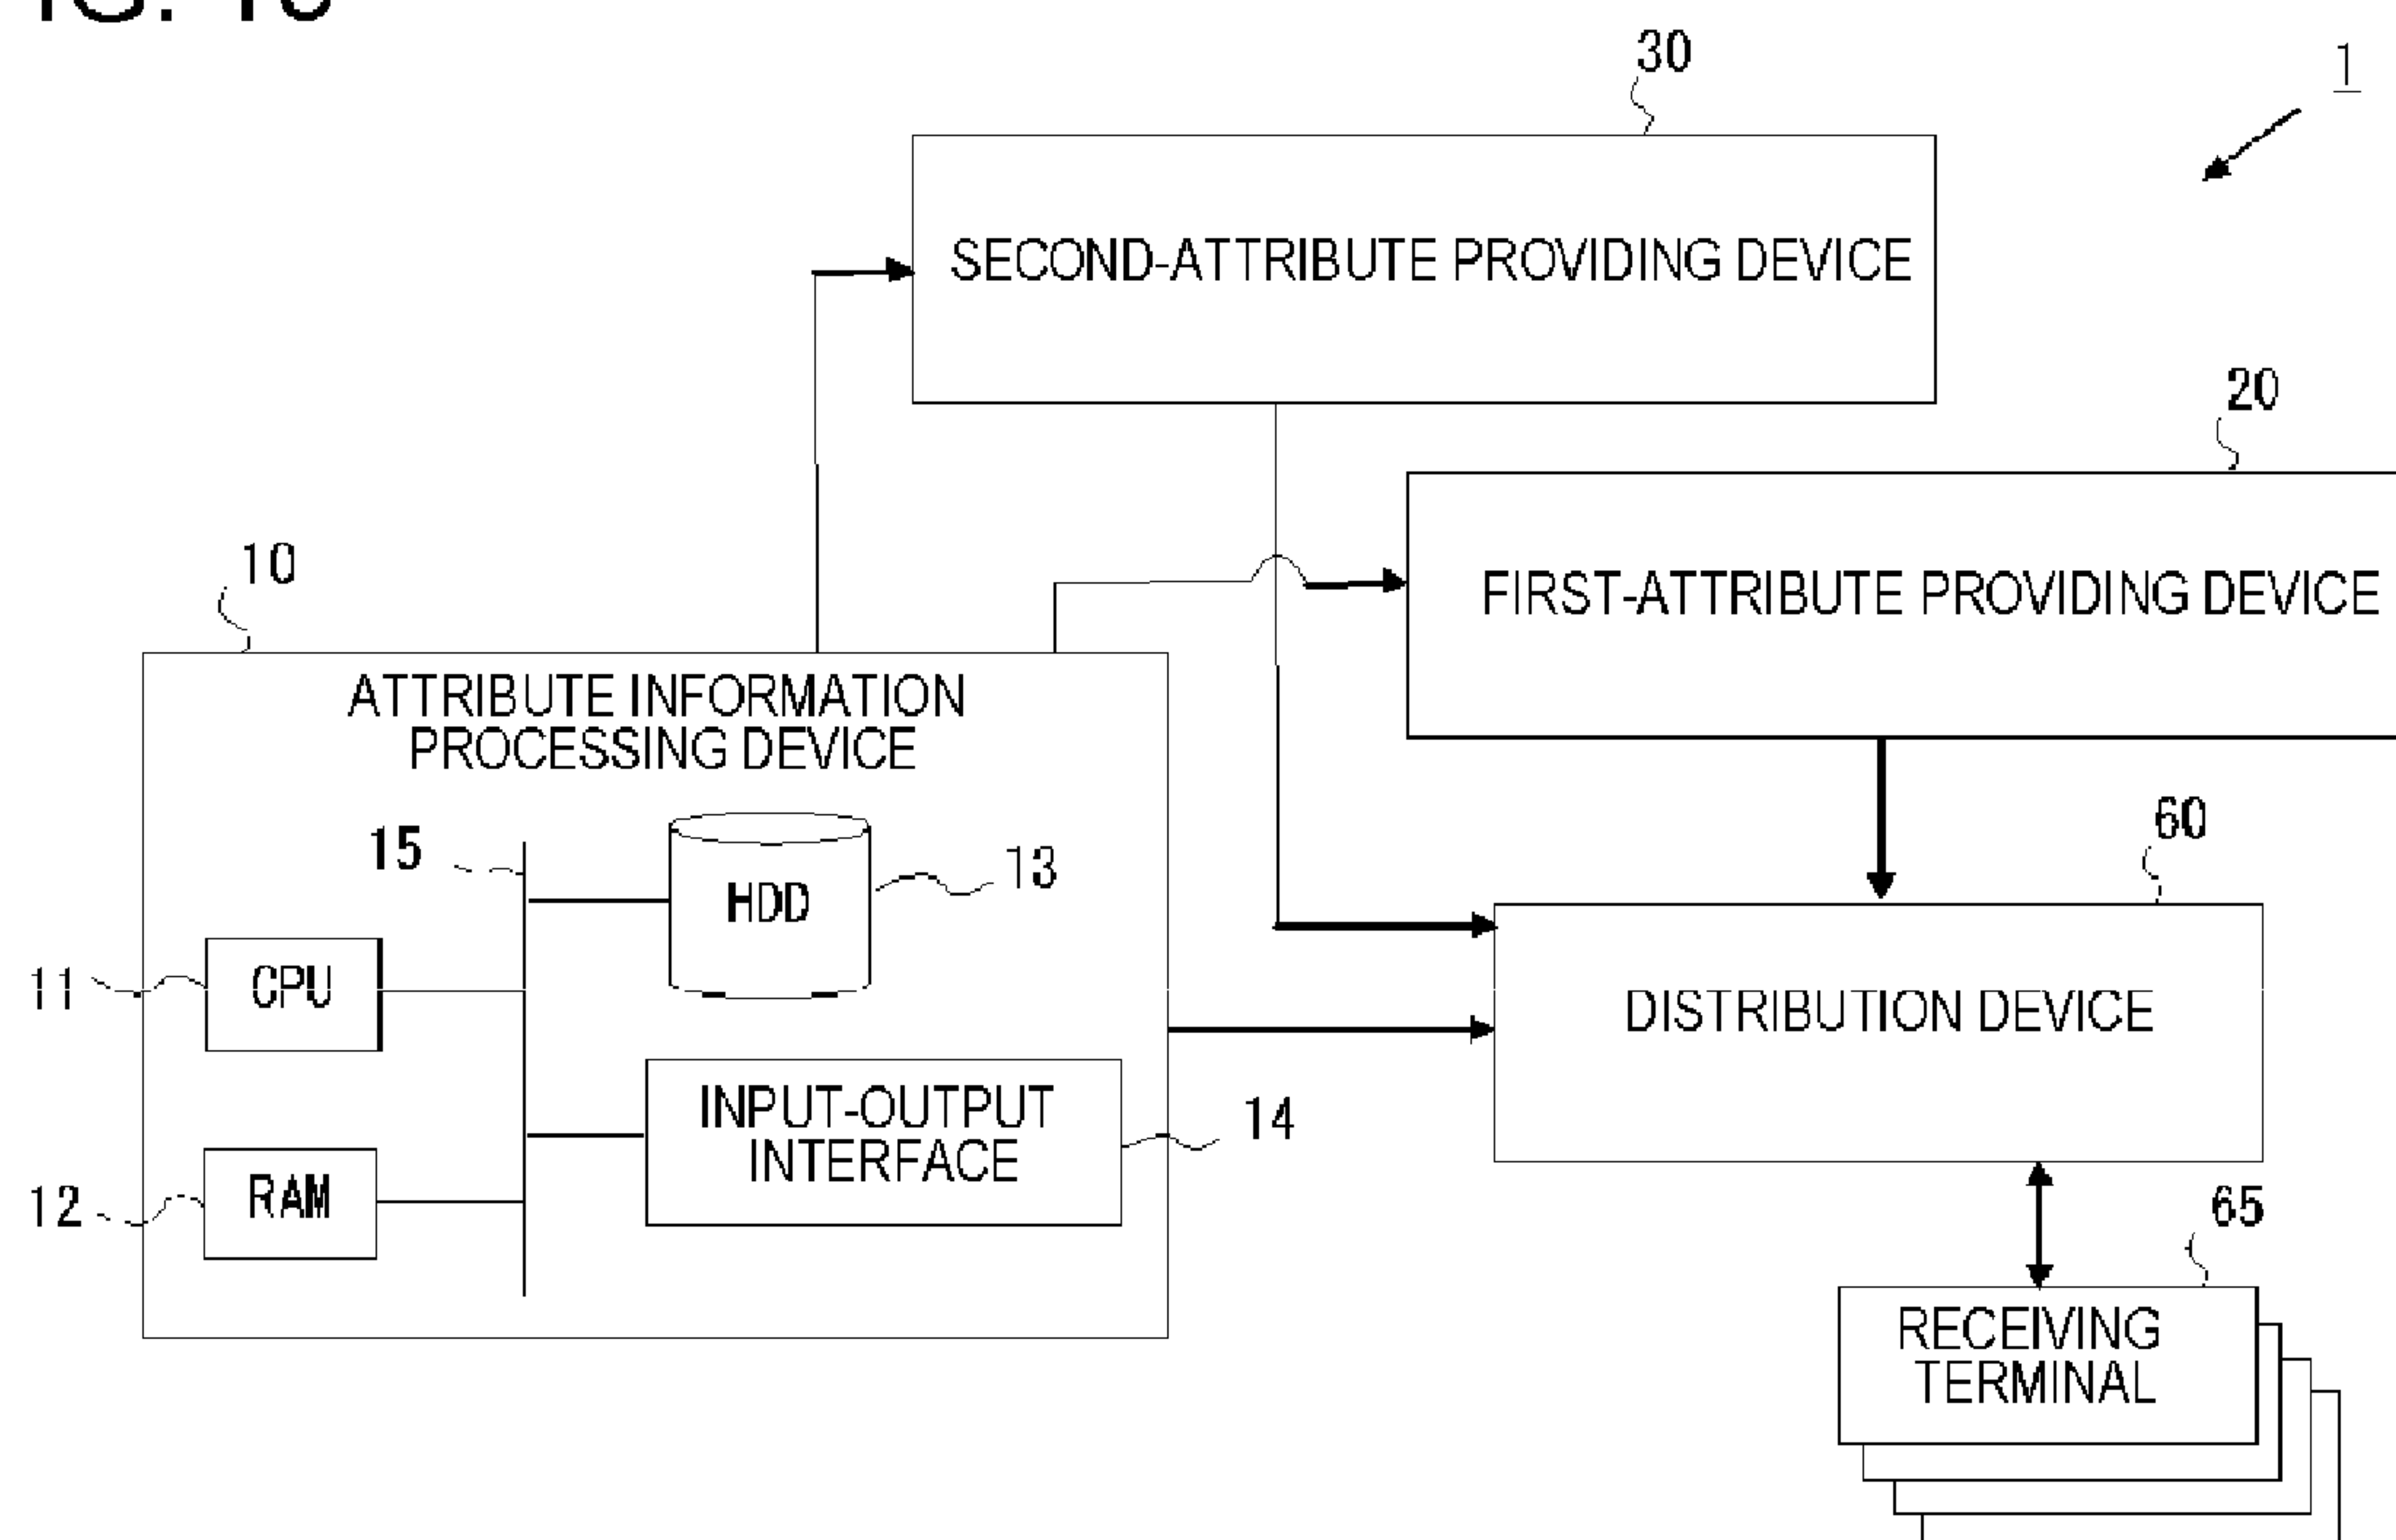 30
1
SECOND-ATTRIBUTE PROVIDING DEVICE
20
FIRST-ATTRIBUTE PROVIDING DEVICE
10
ATTRIBUTE INFORMATION
PROCESSING DEVICE
15
HDD
13
60
11
CPU
DISTRIBUTION DEVICE
INPUT-OUTPUT
INTERFACE
14
12
RAM
65
RECEIVING
TERMINAL